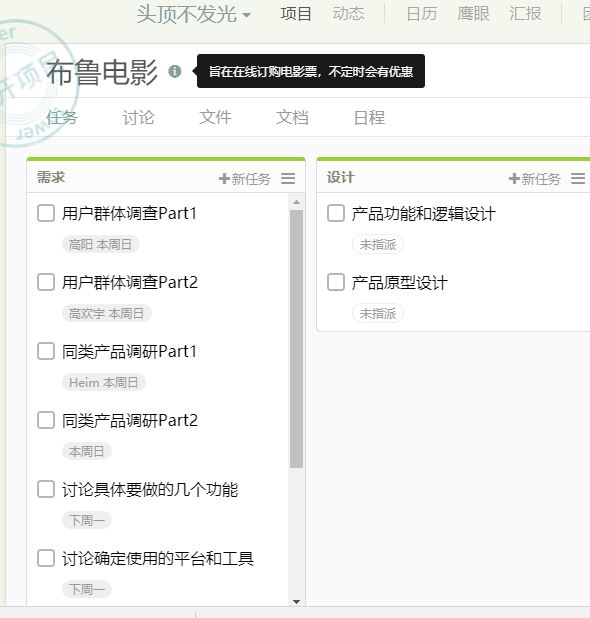 头顶不发光 项目 动态 日历 鹰眼 汇报
布鲁电影 旨在在线订购电影票，不定时会有优惠
开项目
ower
wer
任务 讨论 文件 文档 日程
需求 +新任务
用户群体调查Part1
高阳 本周日
用户群体调查Part2
高欢宇 本周日
同类产品调研Part1
Heim 本周日
同类产品调研Part2
本周日
讨论具体要做的几个功能
下周一
讨论确定使用的平台和工具
下周一
设计 +新任务
产品功能和逻辑设计
未指派
产品原型设计
未指派